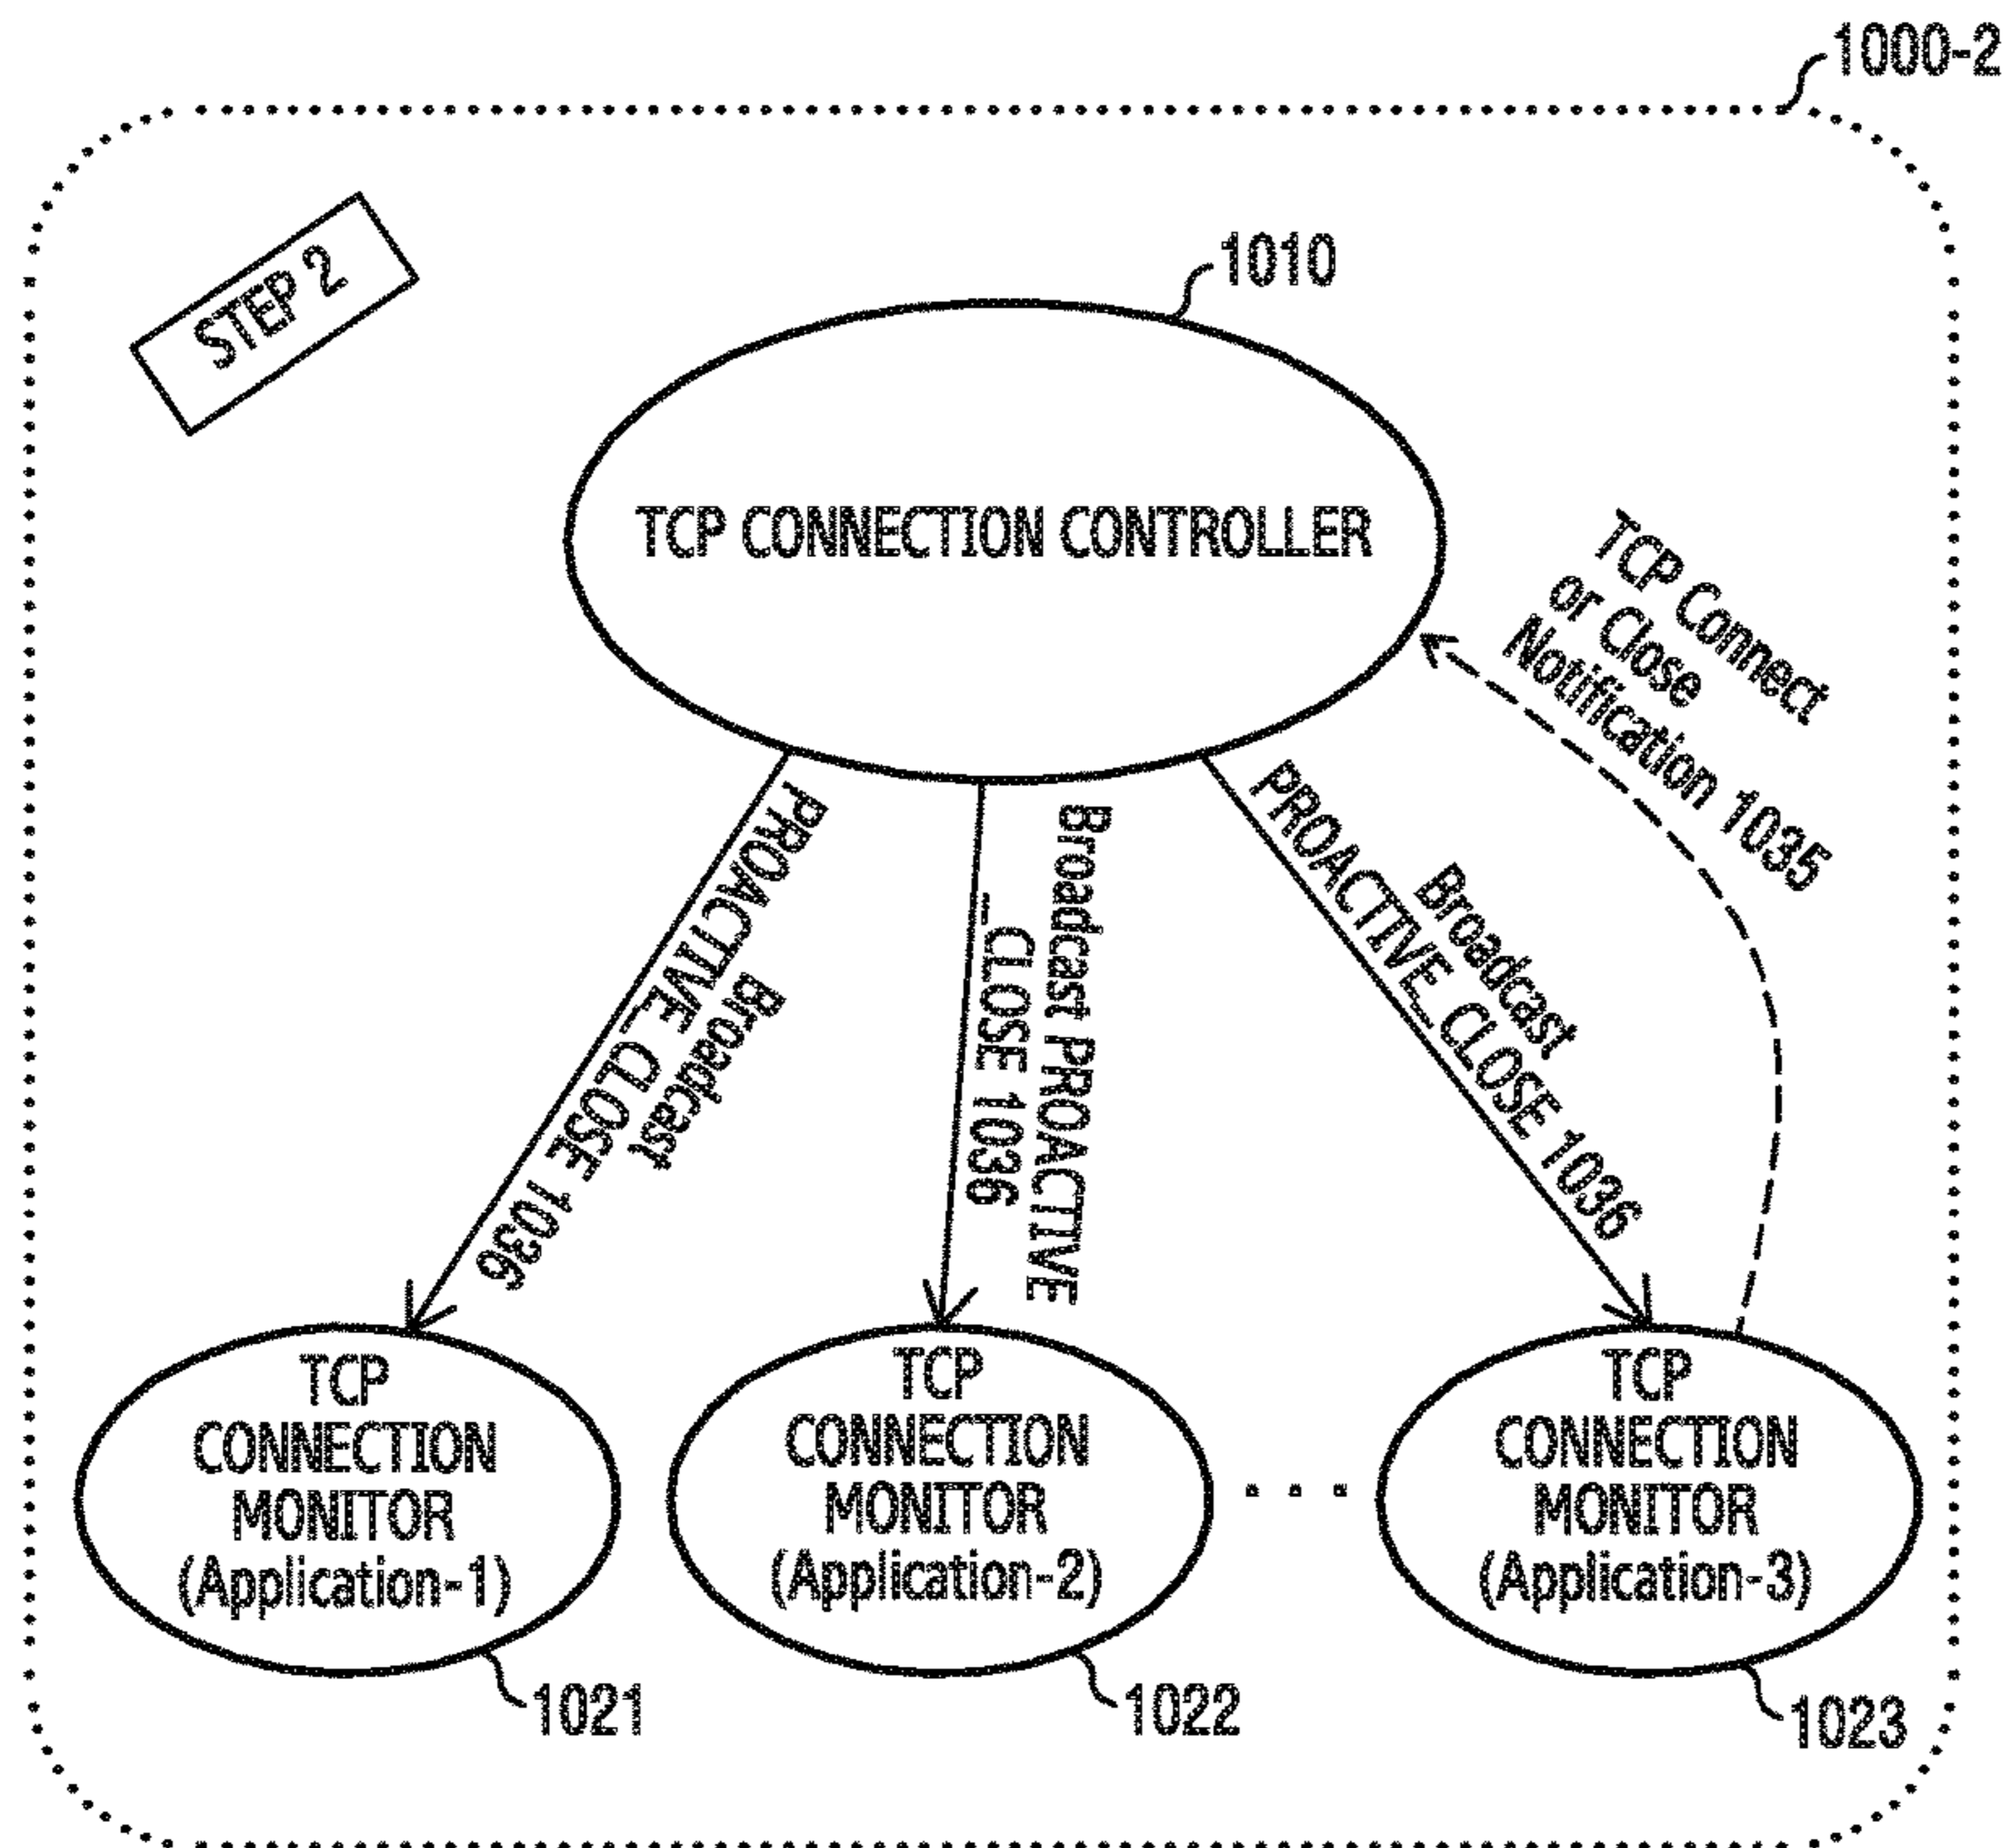 1000-2
STEP 2
1010
TCP CONNECTION CONTROLLER
TCP Connect
or Close
Notification 1035
Broadcast
PROACTIVE_CLOSE 1036
Broadcast PROACTIVE
_CLOSE 1036
Broadcast
PROACTIVE_CLOSE 1036
TCP
CONNECTION
MONITOR
(Application-1)
TCP
CONNECTION
MONITOR
(Application-2)
...
TCP
CONNECTION
MONITOR
(Application-3)
1021
1022
1023